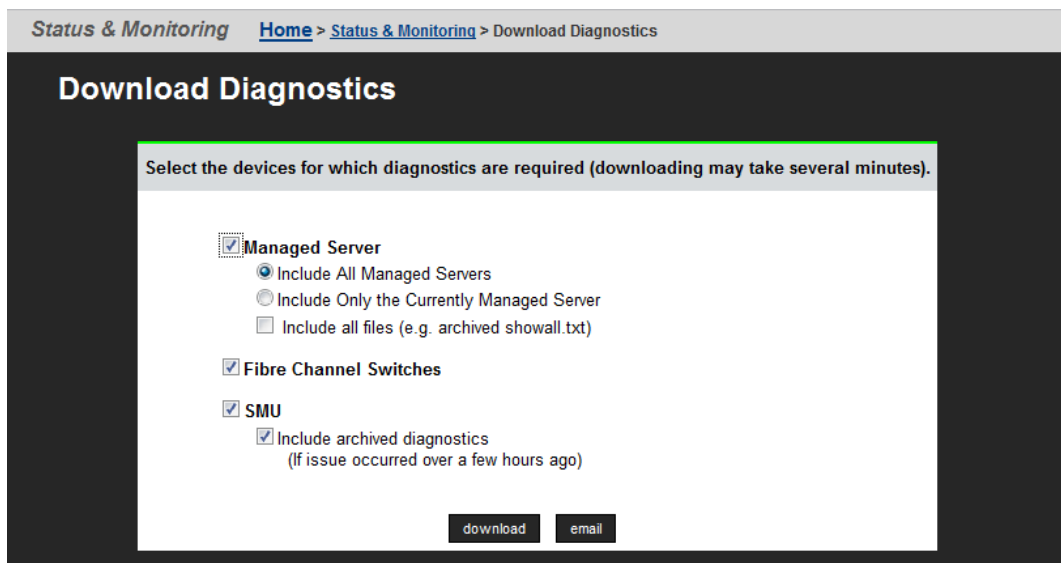 Status & Monitoring Home > Status & Monitoring > Download Diagnostics
Download Diagnostics
Select the devices for which diagnostics are required (downloading may take several minutes).
Managed Server
Include All Managed Servers
Include Only the Currently Managed Server
Include all files (e.g. archived showall.txt)
Fibre Channel Switches
SMU
Include archived diagnostics
(If issue occurred over a few hours ago)
download email